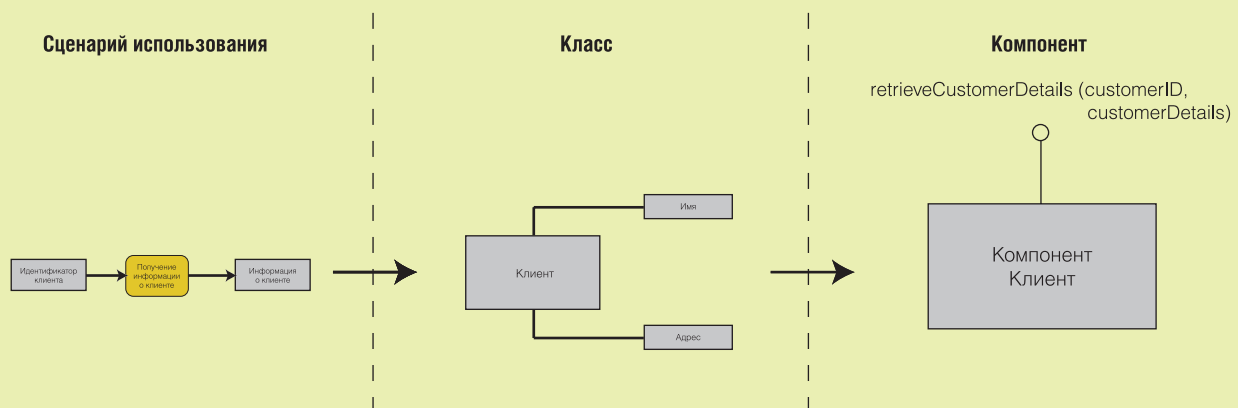 Сценарий использования
Класс
Компонент
retrieveCustomerDetails (customerID,
customerDetails)
Идентификатор
клиента
Получение
информации
о клиенте
Информация
о клиенте
Клиент
Имя
Адрес
Компонент
Клиент